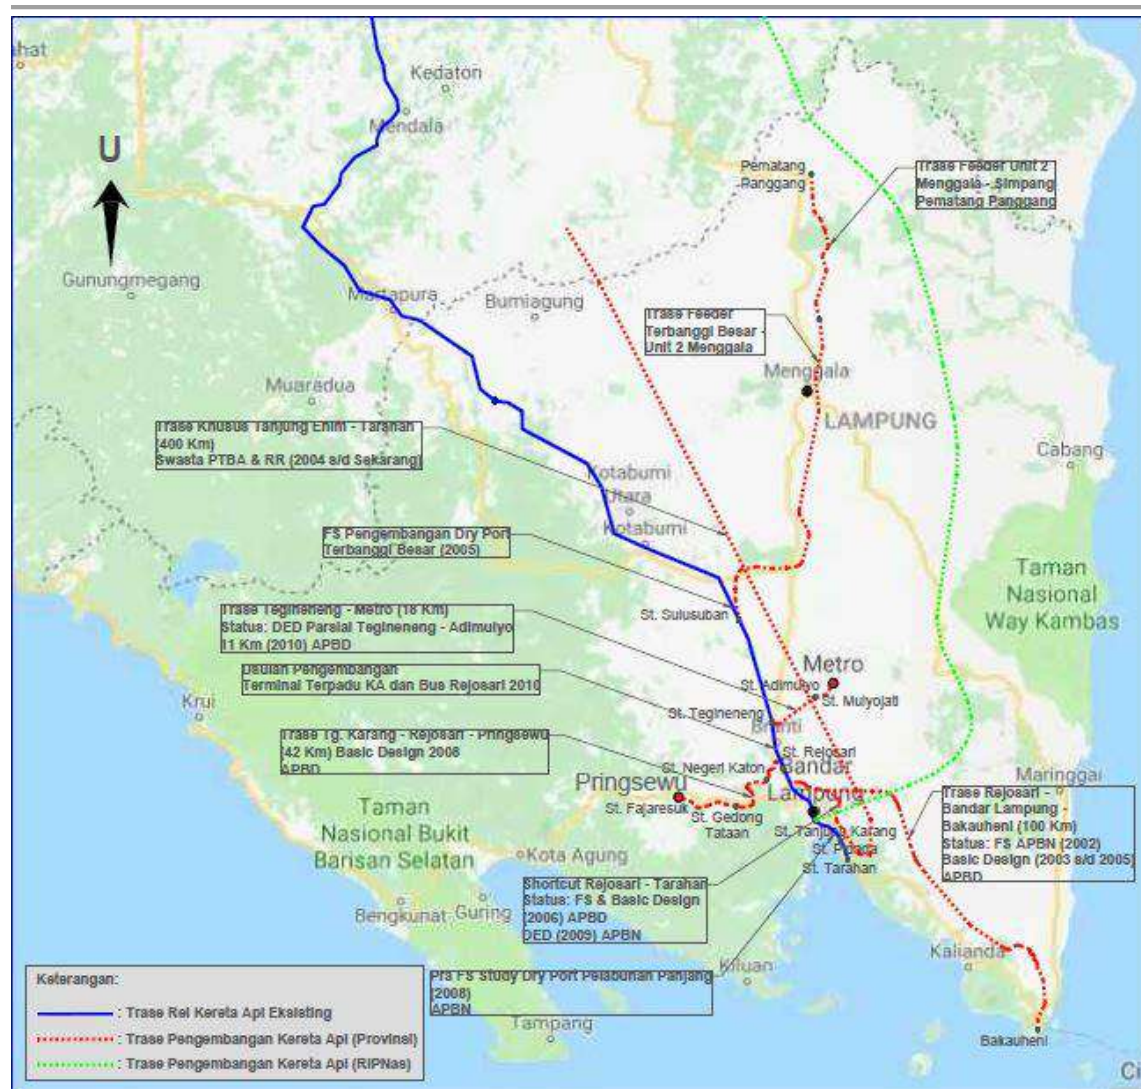 ahat
Kedaton
Mendala
U
Pematang
Panggang
Trase Feeder Unit 2
Menggala - Simpang
Pematang Panggang
Gunungmegang
Martapura
Bumiagung
Trase Feeder
Terbanggi Besar -
Unit 2 Menggala
Menggala
Muaradua
LAMPUNG
Trase Khusus Tanjung Enim - Tarahan
(400 Km)
Swasta PTBA & RR (2004 s/d Sekarang)
Cabang
Kotabumi
Utara
Kotabumi
FS Pengembangan Dry Port
Terbanggi Besar (2005)
Taman
Nasional
Way Kambas
Trase Tegineneng - Metro (18 Km)
Status: DED Parsial Tegineneng - Adimulyo
11 Km (2010) APBD
St. Sulusuban
Metro
St. Adimulyo
St. Mulyojati
Usulan Pengembangan
Terminal Terpadu KA dan Bus Rejosari 2010
Krui
St. Tegineneng
Branti
Trase Tg. Karang - Rejosari - Pringsewu
(42 Km) Basic Design 2008
APBD
St. Rejosari
Bandar
Lampung
St. Negeri Katon
Maringgai
Pringsewu
St. Fajaresuk
St. Gedong
Tataan
Trase Rejosari -
Bandar Lampung -
Bakauheni (100 Km)
Status: FS APBN (2002)
Basic Design (2003 s/d 2005)
APBD
Taman
Nasional Bukit
Barisan Selatan
St. Tanjung Karang
St. Pidada
St. Tarahan
Kota Agung
Shortcut Rejosari - Tarahan
Status: FS & Basic Design
(2006) APBD
DED (2009) APBN
Bengkunat
Guring
Kalianda
Kiluan
Pra FS Study Dry Port Pelabuhan Panjang
(2008)
APBN
Tampang
Bakauheni
Ci
Keterangan:
: Trase Rel Kereta Api Eksisting
: Trase Pengembangan Kereta Api (Provinsi)
: Trase Pengembangan Kereta Api (RIPNas)